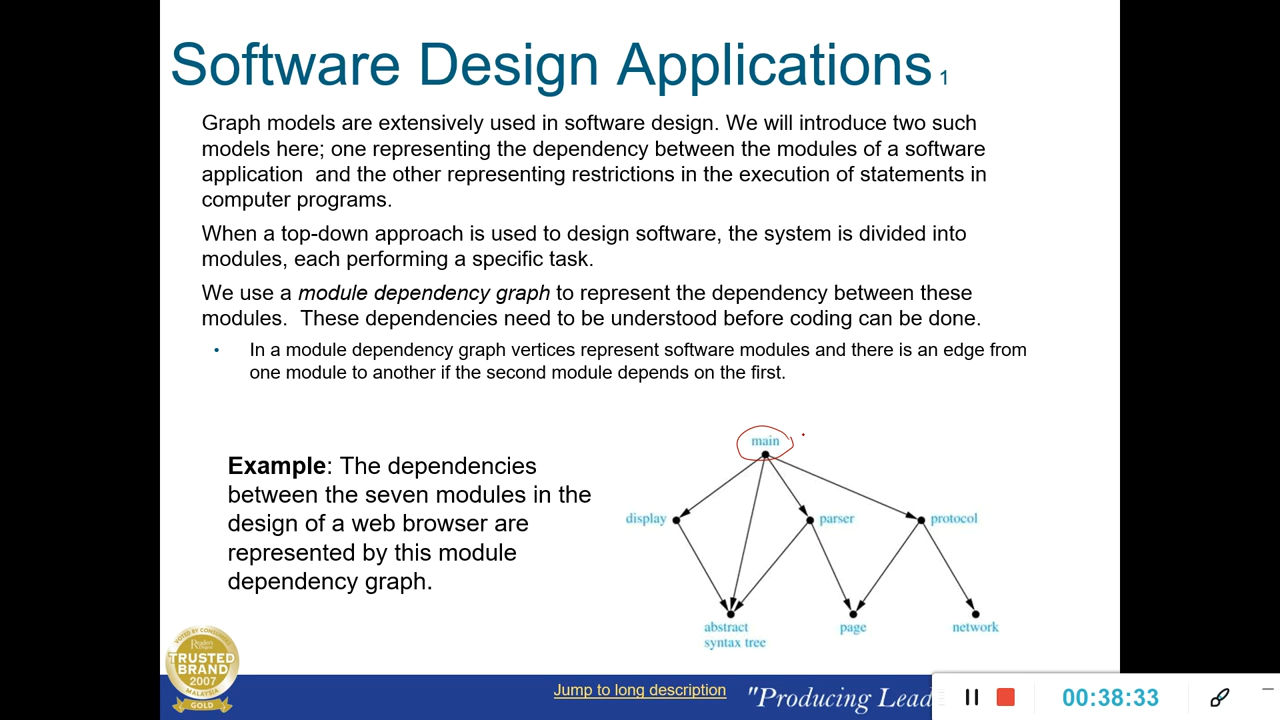 Software Design Applications 1
Graph models are extensively used in software design. We will introduce two such
models here; one representing the dependency between the modules of a software
application and the other representing restrictions in the execution of statements in
computer programs.
When a top-down approach is used to design software, the system is divided into
modules, each performing a specific task.
We use a module dependency graph to represent the dependency between these
modules. These dependencies need to be understood before coding can be done.
• In a module dependency graph vertices represent software modules and there is an edge from
one module to another if the second module depends on the first.
Example: The dependencies
between the seven modules in the
design of a web browser are
represented by this module
dependency graph.
main
display
parser
protocol
abstract
syntax tree
page
network
VOTED BY CONSUMERS
Reader's
Digest
TRUSTED
BRAND
2007
MALAYSIA
GOLD
Jump to long description
"Producing Lead
00:38:33